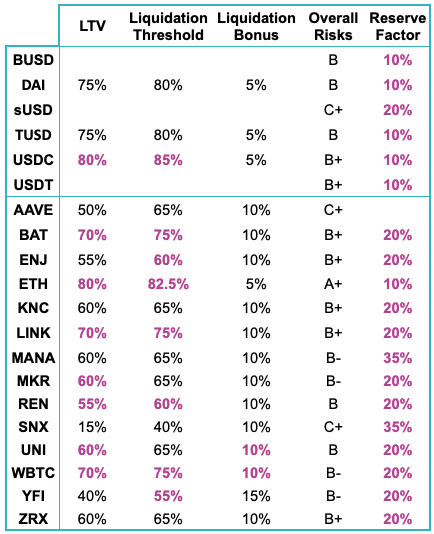 LTV Liquidation Threshold Liquidation Bonus Overall Risks Reserve Factor
BUSD B 10%
DAI 75% 80% 5% B 10%
sUSD C+ 20%
TUSD 75% 80% 5% B 10%
USDC 80% 85% 5% B+ 10%
USDT B+ 10%
AAVE 50% 65% 10% C+
BAT 70% 75% 10% B+ 20%
ENJ 55% 60% 10% B+ 20%
ETH 80% 82.5% 5% A+ 10%
KNC 60% 65% 10% B+ 20%
LINK 70% 75% 10% B+ 20%
MANA 60% 65% 10% B- 35%
MKR 60% 65% 10% B- 20%
REN 55% 60% 10% B 20%
SNX 15% 40% 10% C+ 35%
UNI 60% 65% 10% B 20%
WBTC 70% 75% 10% B- 20%
YFI 40% 55% 15% B- 20%
ZRX 60% 65% 10% B+ 20%